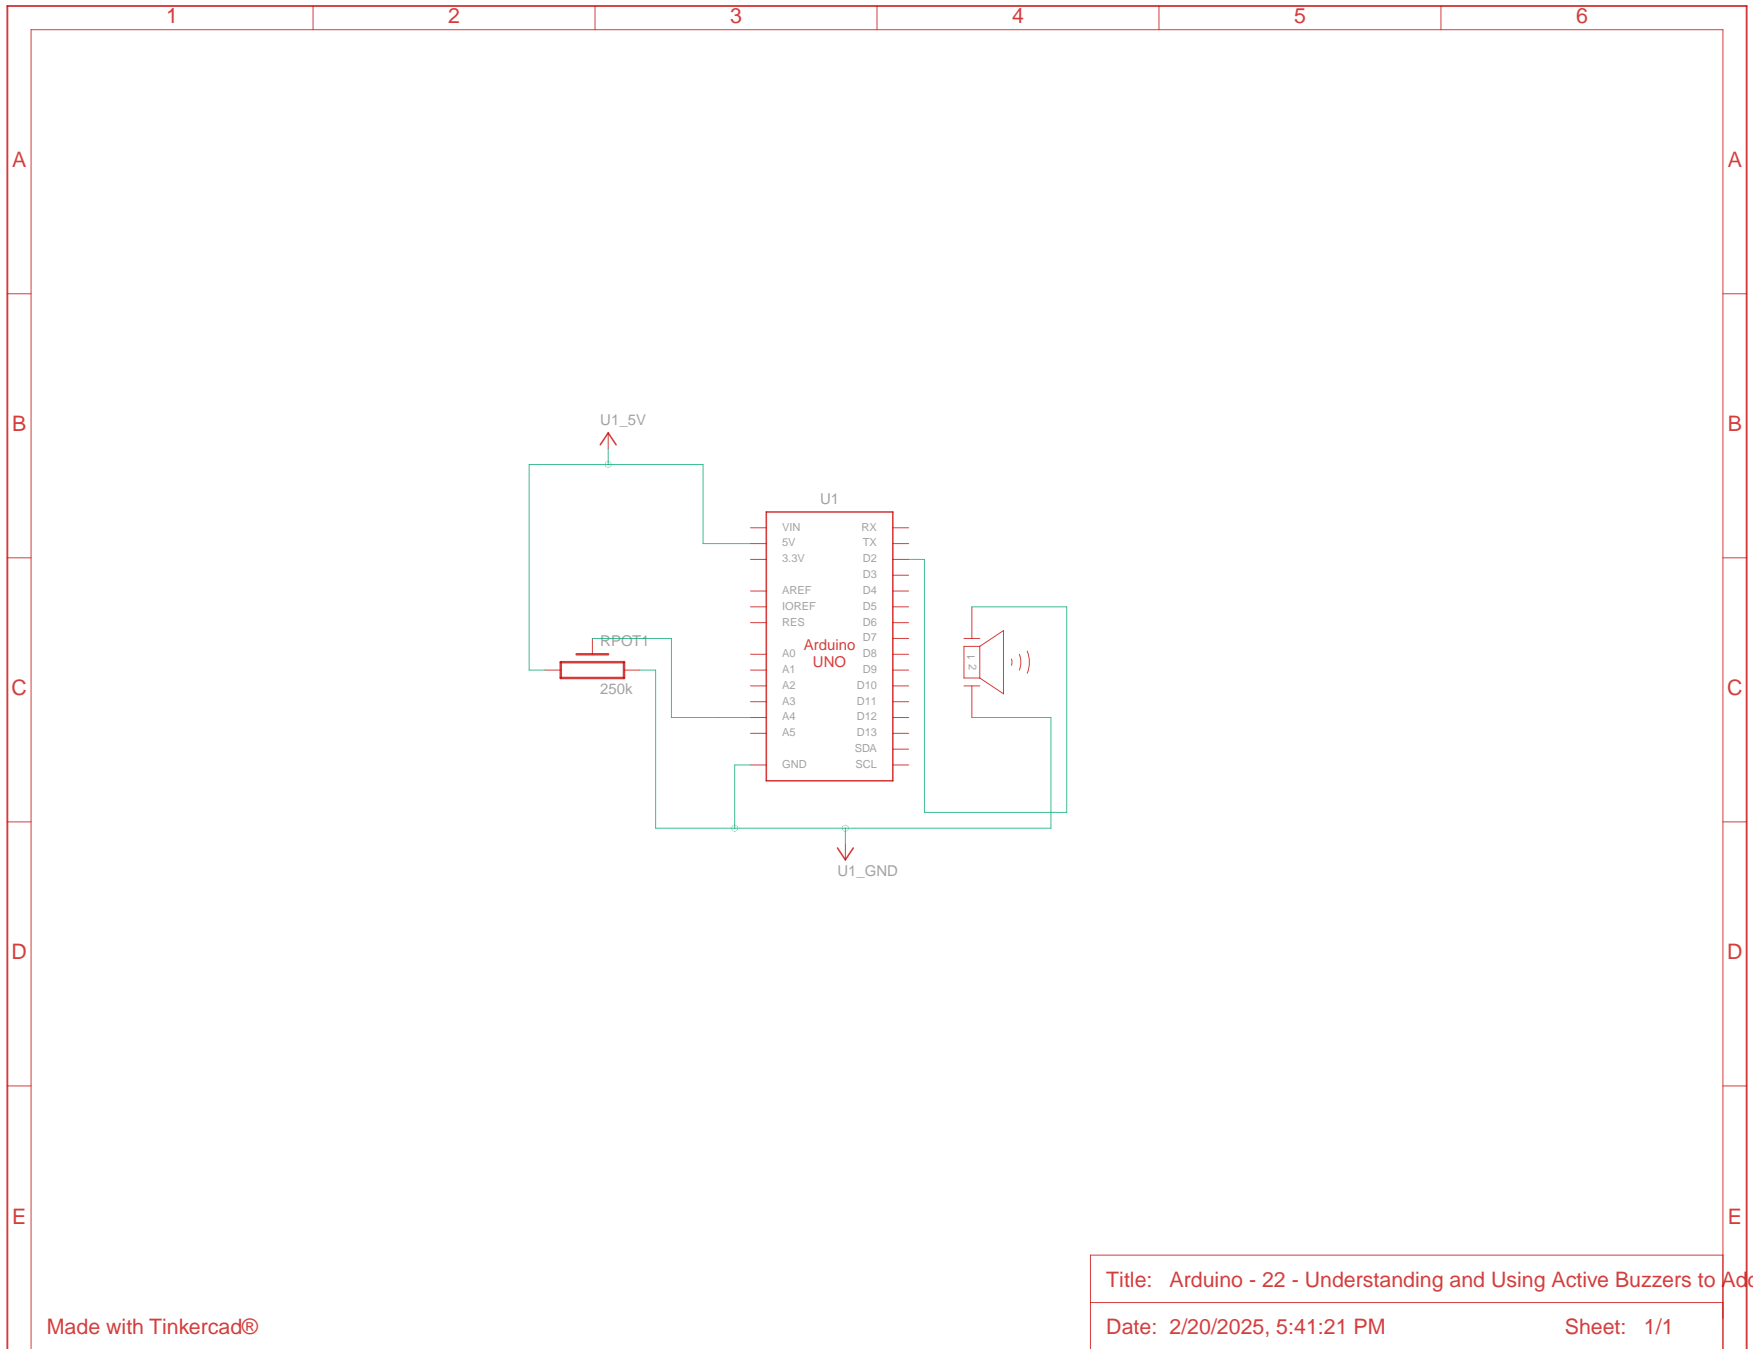 1 2 3 4 5 6
A A
B B
U1_5V
U1
VIN RX
5V TX
3.3V D2
D3
AREF D4
IOREF D5
RES D6
RPOT1 D7
Arduino
UNO
A0 D8
A1 D9
1 2
C C
250k
A2 D10
A3 D11
A4 D12
A5 D13
SDA
GND SCL
U1_GND
D D
E E
Title: Arduino - 22 - Understanding and Using Active Buzzers to Add
Made with Tinkercad®
Date: 2/20/2025, 5:41:21 PM Sheet: 1/1